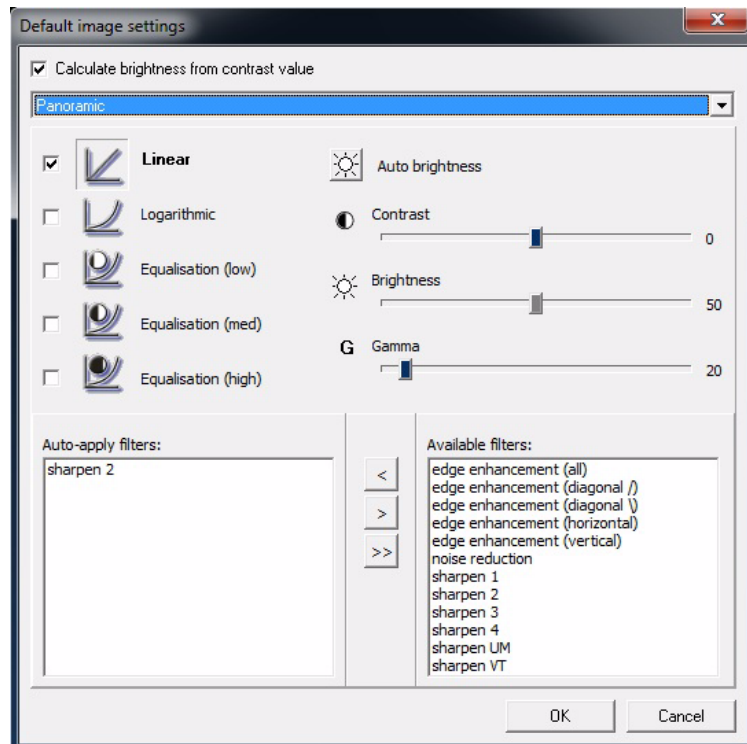 Default image settings
x
Calculate brightness from contrast value
Panoramic
Linear
Auto brightness
Logarithmic
Contrast
0
Equalisation (low)
Brightness
50
Equalisation (med)
G Gamma
20
Equalisation (high)
Auto-apply filters:
sharpen 2
<
>
>>
Available filters:
edge enhancement (all)
edge enhancement (diagonal /)
edge enhancement (diagonal \)
edge enhancement (horizontal)
edge enhancement (vertical)
noise reduction
sharpen 1
sharpen 2
sharpen 3
sharpen 4
sharpen UM
sharpen VT
OK
Cancel